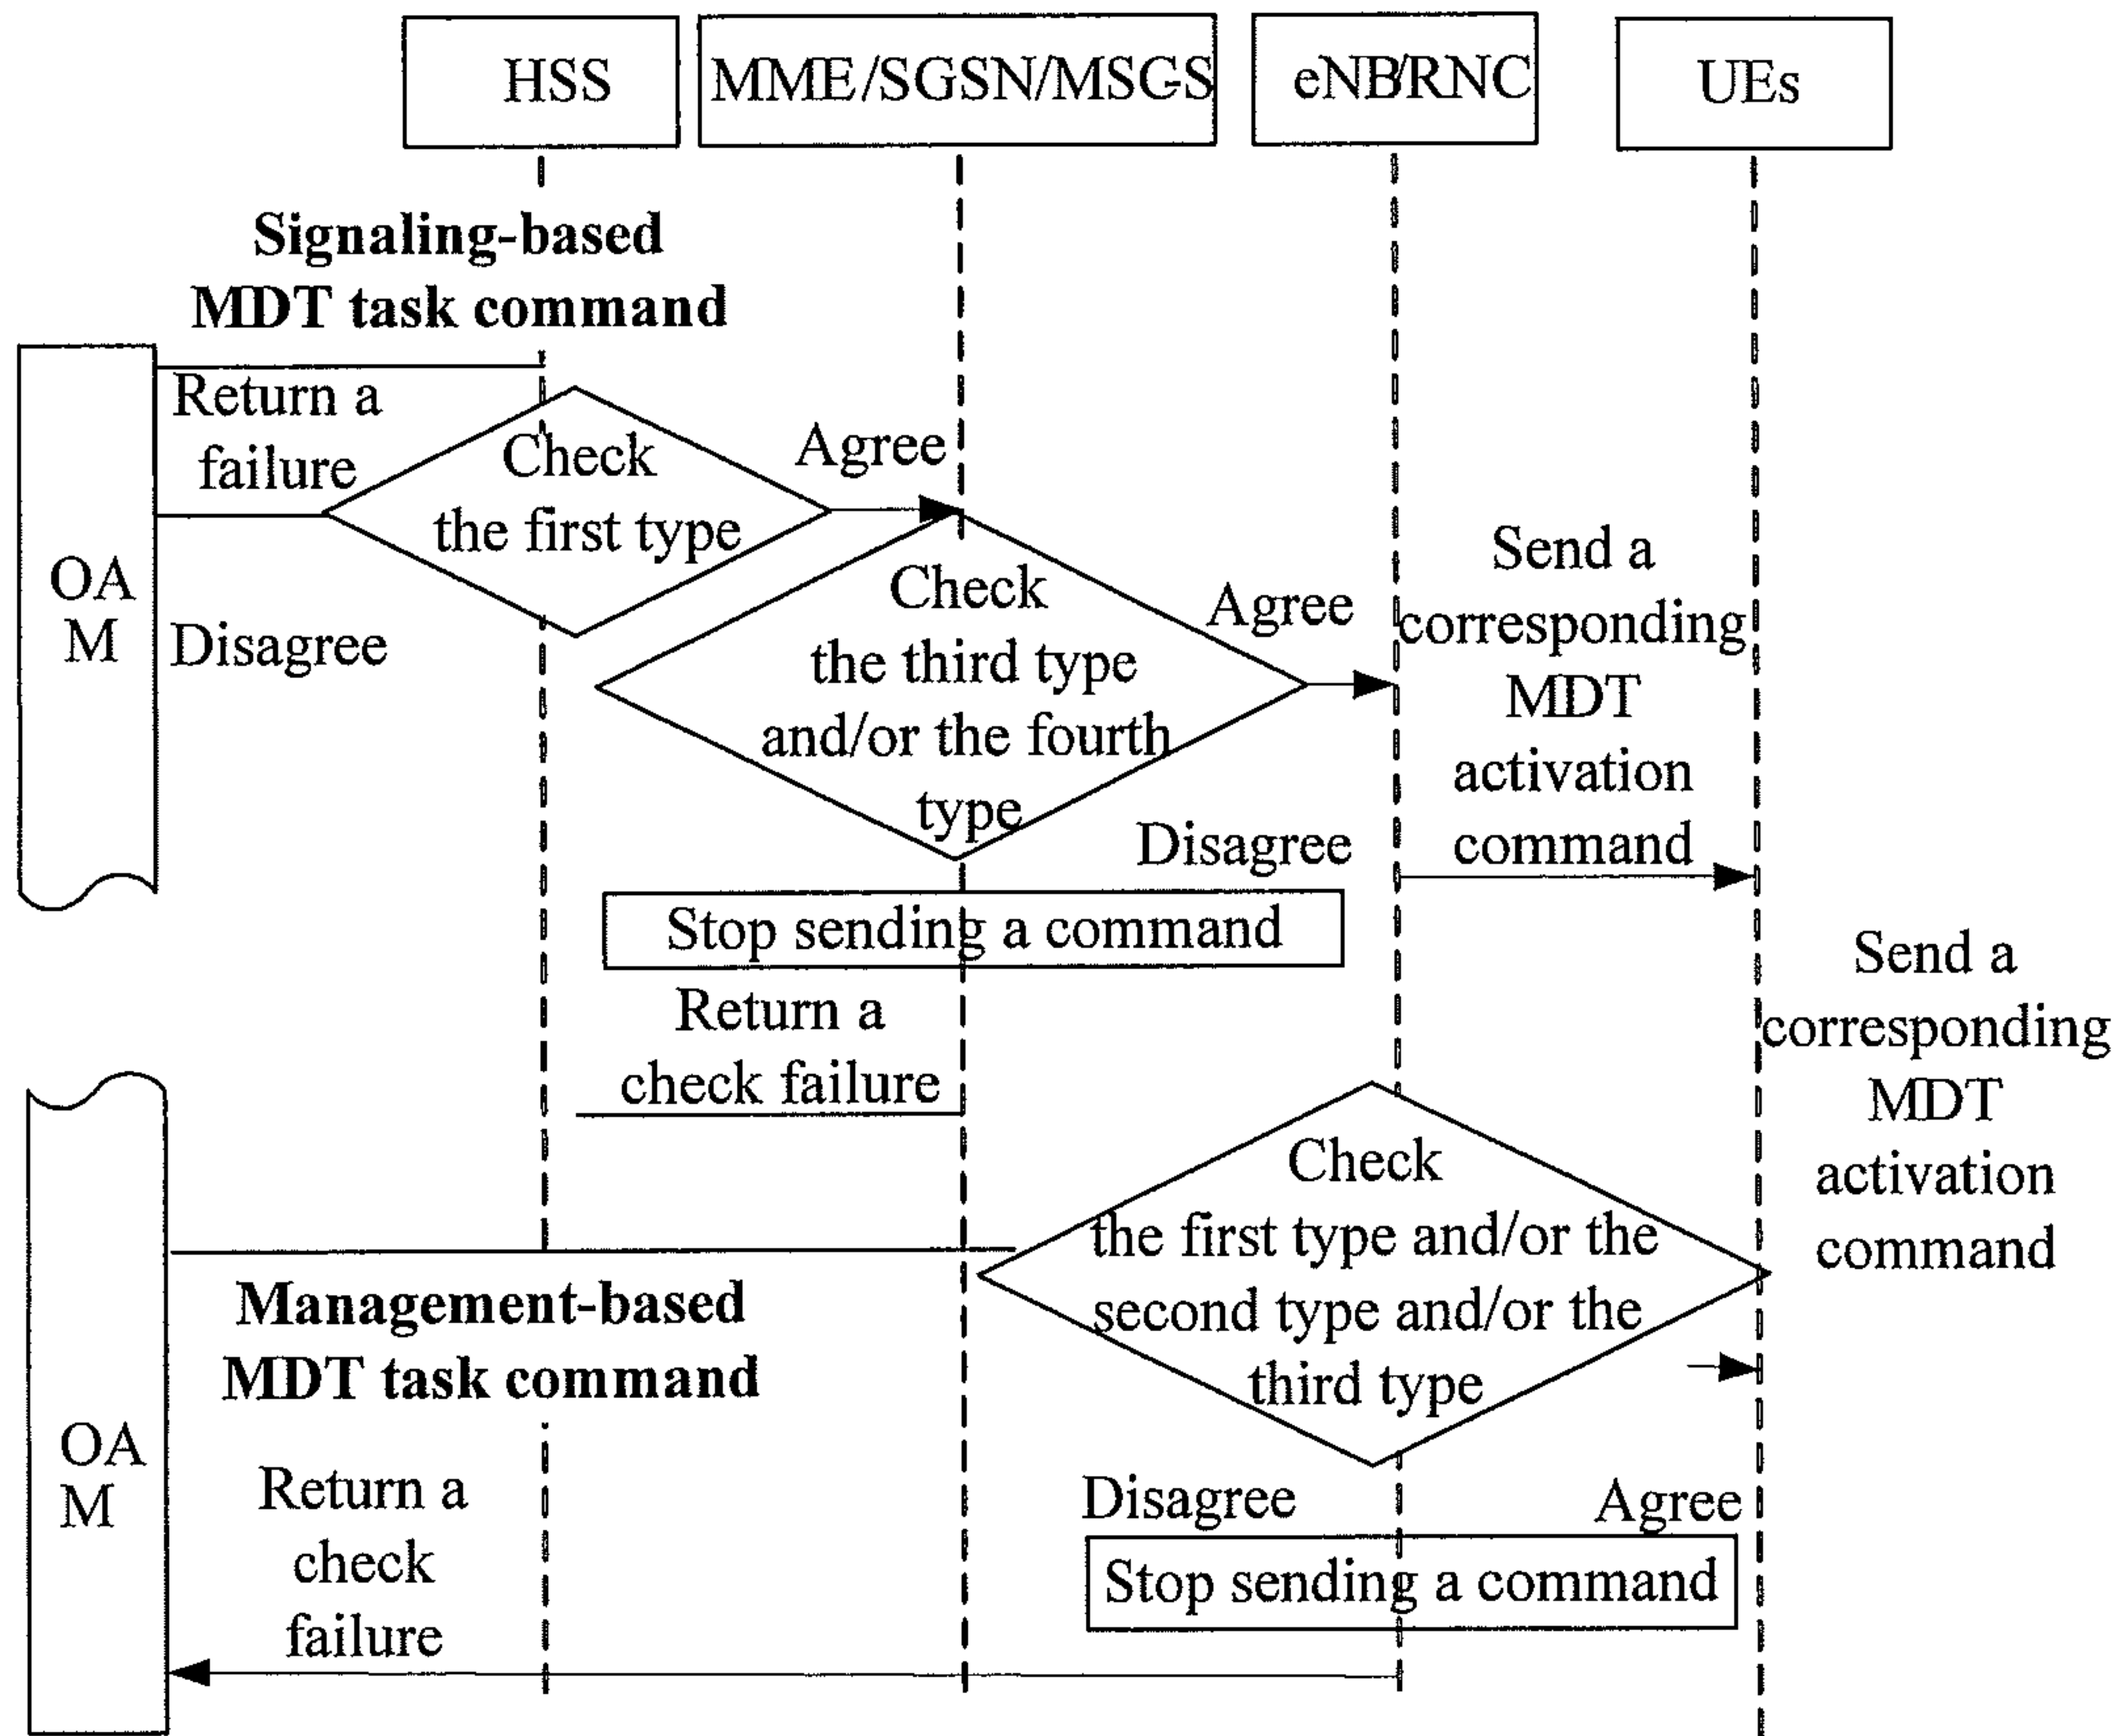 HSS
MME/SGSN/MSC-S
eNB/RNC
UEs
Signaling-based
MDT task command
Return a
failure
Check
the first type
Agree
OA
M
Disagree
Check
the third type
and/or the fourth
type
Agree
Disagree
Send a
corresponding
MDT
activation
command
Stop sending a command
Return a
check failure
Send a
corresponding
MDT
activation
command
Check
the first type and/or the
second type and/or the
third type
Management-based
MDT task command
OA
M
Return a
check
failure
Disagree
Agree
Stop sending a command